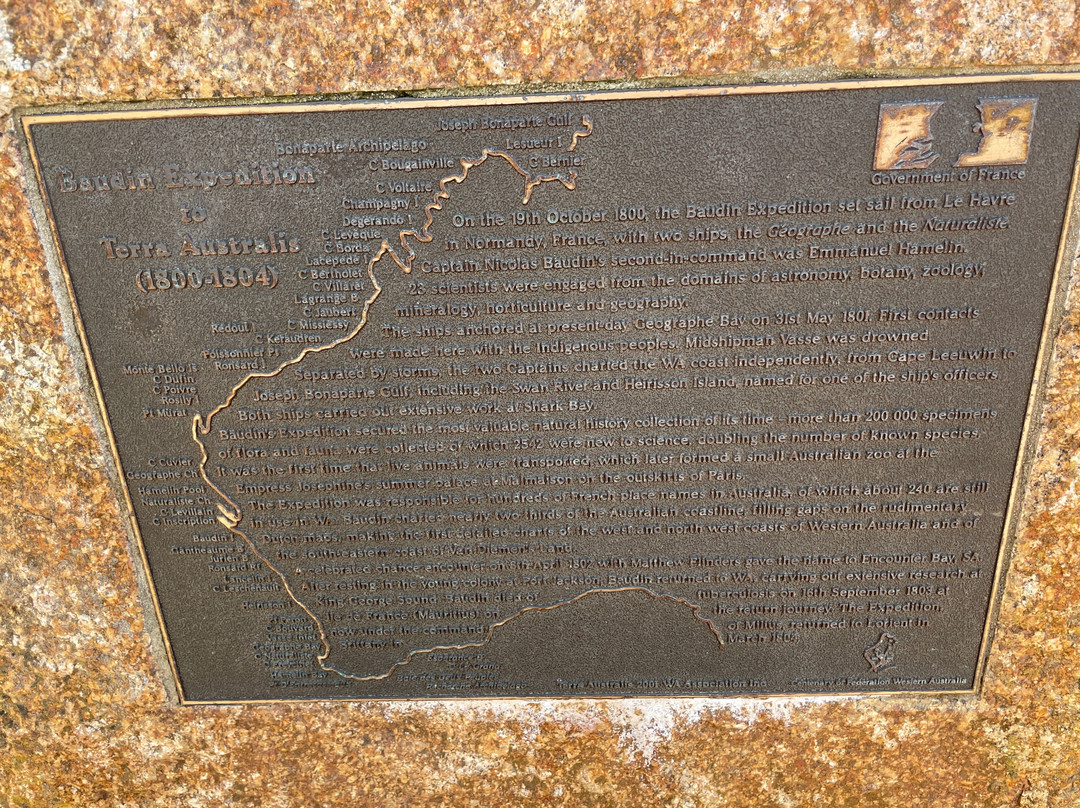 Baudin Expedition
to
Terra Australis
(1800-1804)
Joseph Bonaparte Gulf
Lesueur I
Bonaparte Archipelago
C Bernier
C Bougainville
C Voltaire
Champagny I
Degerando I
C Leveque
C Borda
Lacepede I
C Bertholet
C Villaret
Lagrange B
C Jaubert
C Missiessy
Redoul I
C Keraudren
Poissonnier Pt
Ronsard I
Monte Bello Is
C Dupuy
C Poivre
Rosily I
Pt Murat
C Cuvier
Geographe Ch
Hamelin Pool
Naturaliste Ch
C Levillain
C Inscription
Government of France
On the 19th October 1800, the Baudin Expedition set sail from Le Havre
in Normandy, France, with two ships, the Géographe and the Naturaliste.
Captain Nicolas Baudin's second-in-command was Emmanuel Hamelin.
23 scientists were engaged from the domains of astronomy, botany, zoology,
mineralogy, horticulture and geography.
The ships anchored at present-day Geographe Bay on 31st May 1801. First contacts
were made here with the Indigenous peoples. Midshipman Vasse was drowned
Separated by storms, the two Captains charted the WA coast independently, from Cape Leeuwin to
Joseph Bonaparte Gulf, including the Swan River and Heirisson Island, named for one of the ship's officers.
Both ships carried out extensive work at Shark Bay.
Baudin's Expedition secured the most valuable natural history collection of its time - more than 200 000 specimens
of flora and fauna were collected of which 2542 were new to science, doubling the number of known species.
It was the first time that live animals were transported, which later formed a small Australian zoo at the
Empress Josephine's summer palace at Malmaison on the outskirts of Paris.
The Expedition was responsible for hundreds of French place names in Australia, of which about 240 are still
in use in WA. Baudin charted nearly two-thirds of the Australian coastline, filling gaps on the rudimentary
Dutch maps, making the first detailed charts of the west and north west coasts of Western Australia and of
the southeastern coast of Van Diemen's Land.
A celebrated chance encounter on 8th April 1802 with Matthew Flinders gave the name to Encounter Bay, SA.
After resting in the young colony at Port Jackson, Baudin returned to WA, carrying out extensive research at
King George Sound. Baudin died of tuberculosis on 16th September 1803 at
Ile de France (Mauritius) on the return journey. The Expedition,
now under the command of Milius, returned to Lorient in
Brittany in March 1804.
Terra Australis 2001 WA Association Inc
Centenary of Federation Western Australia